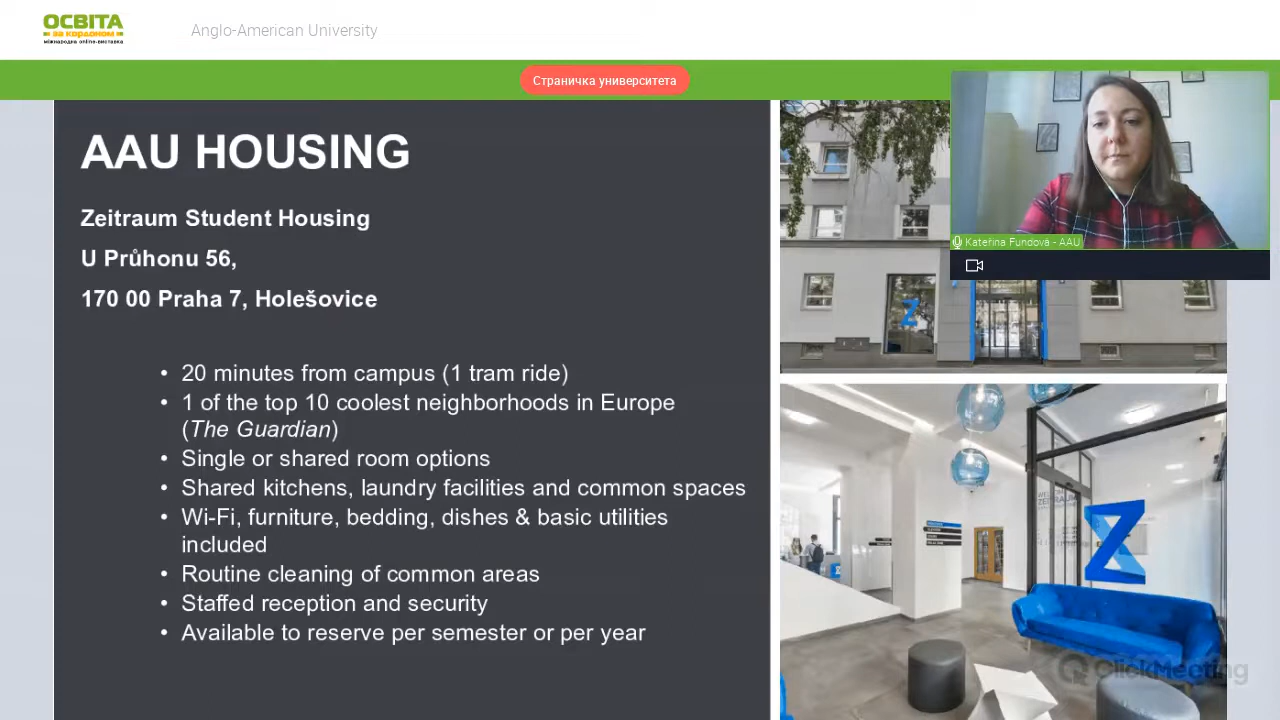 ОСВІТА
за кордоном
міжнародна online-виставка
Anglo-American University
Страничка университета
AAU HOUSING
Zeitraum Student Housing
U Průhonu 56,
170 00 Praha 7, Holešovice
• 20 minutes from campus (1 tram ride)
• 1 of the top 10 coolest neighborhoods in Europe
(The Guardian)
• Single or shared room options
• Shared kitchens, laundry facilities and common spaces
• Wi-Fi, furniture, bedding, dishes & basic utilities
included
• Routine cleaning of common areas
• Staffed reception and security
• Available to reserve per semester or per year
Kateřina Fundová - AAU
Z
Z
ClickMeeting